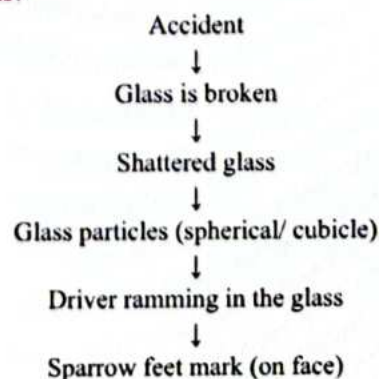 Accident
↓
Glass is broken
↓
Shattered glass
↓
Glass particles (spherical/ cubicle)
↓
Driver ramming in the glass
↓
Sparrow feet mark (on face)